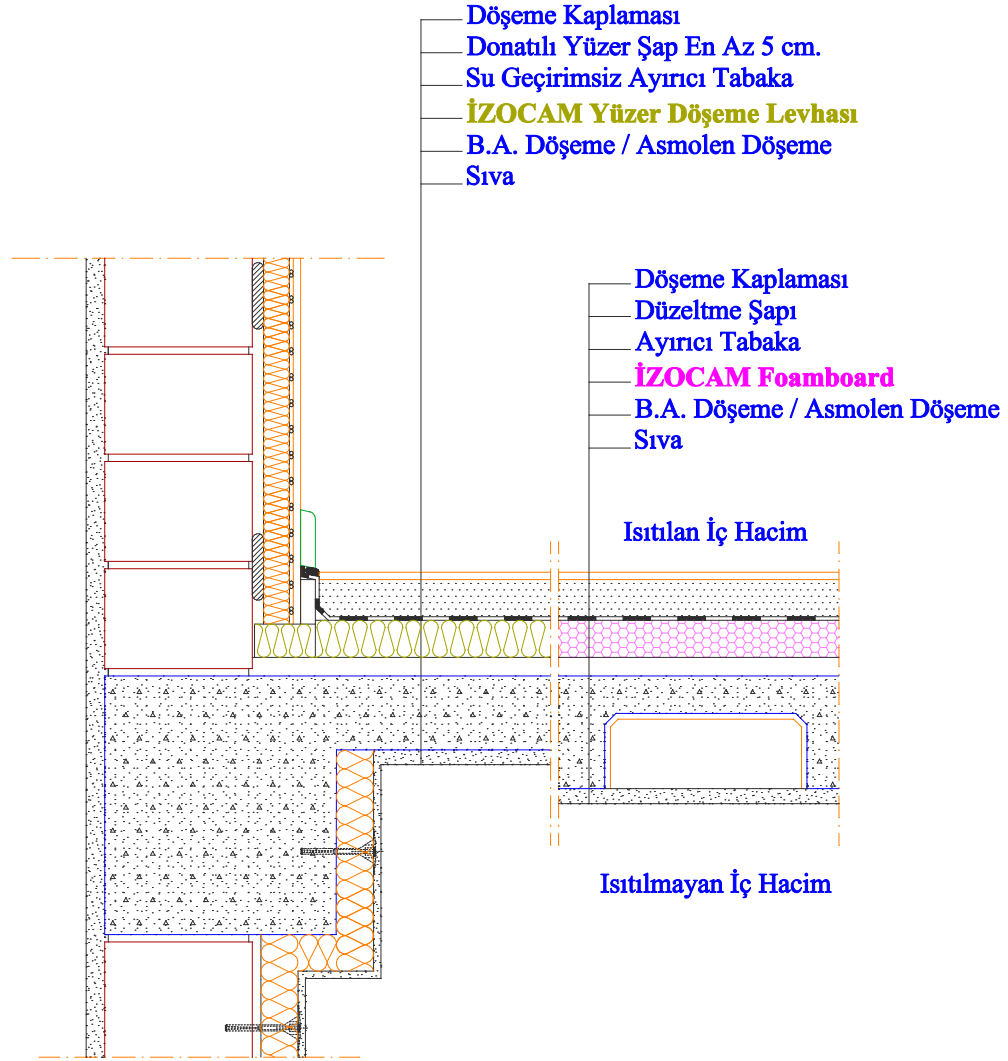 Döşeme Kaplaması
Donatılı Yüzer Şap En Az 5 cm.
Su Geçirimsiz Ayırıcı Tabaka
İZOCAM Yüzer Döşeme Levhası
B.A. Döşeme / Asmolen Döşeme
Sıva
Döşeme Kaplaması
Düzeltme Şapı
Ayırıcı Tabaka
İZOCAM Foamboard
B.A. Döşeme / Asmolen Döşeme
Sıva
Isıtılan İç Hacim
Isıtılmayan İç Hacim